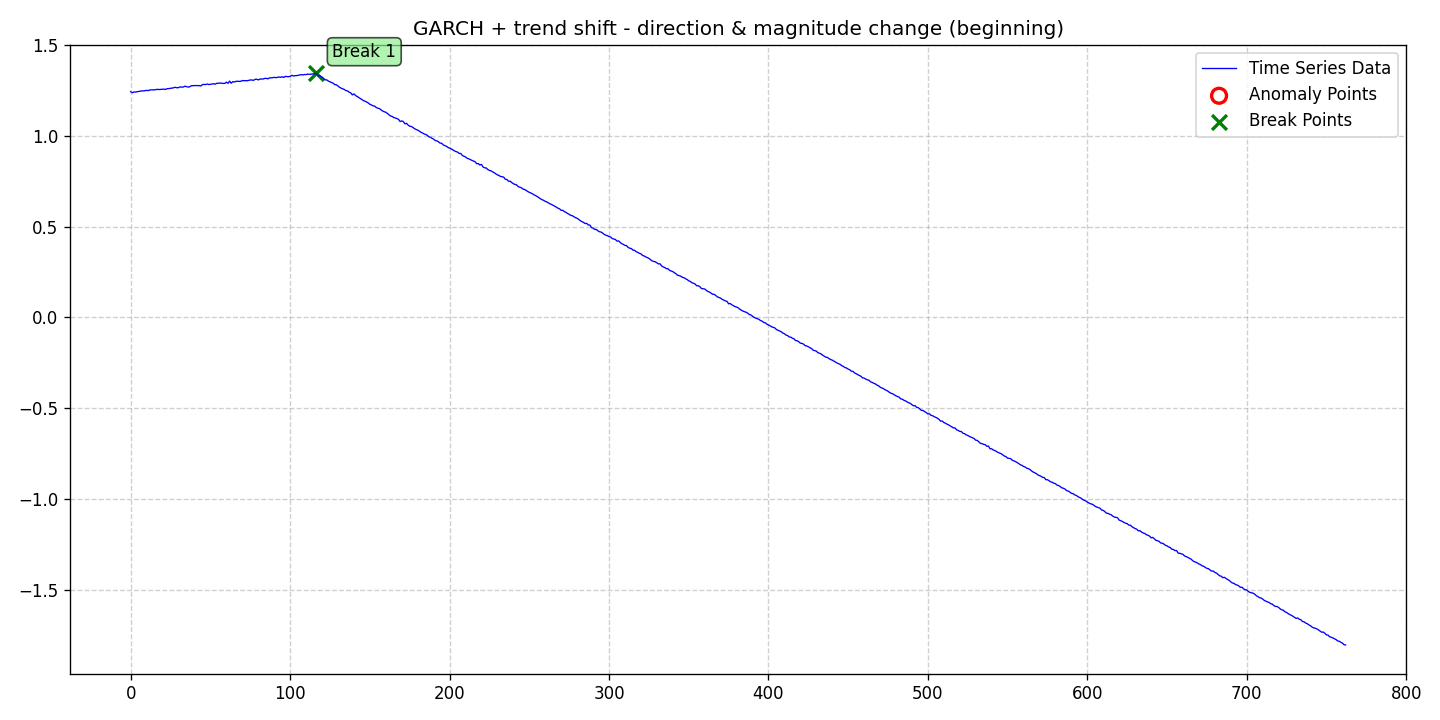 GARCH + trend shift - direction & magnitude change (beginning)
Break 1
Time Series Data
Anomaly Points
Break Points
1.5
1.0
0.5
0.0
−0.5
−1.0
−1.5
0 100 200 300 400 500 600 700 800